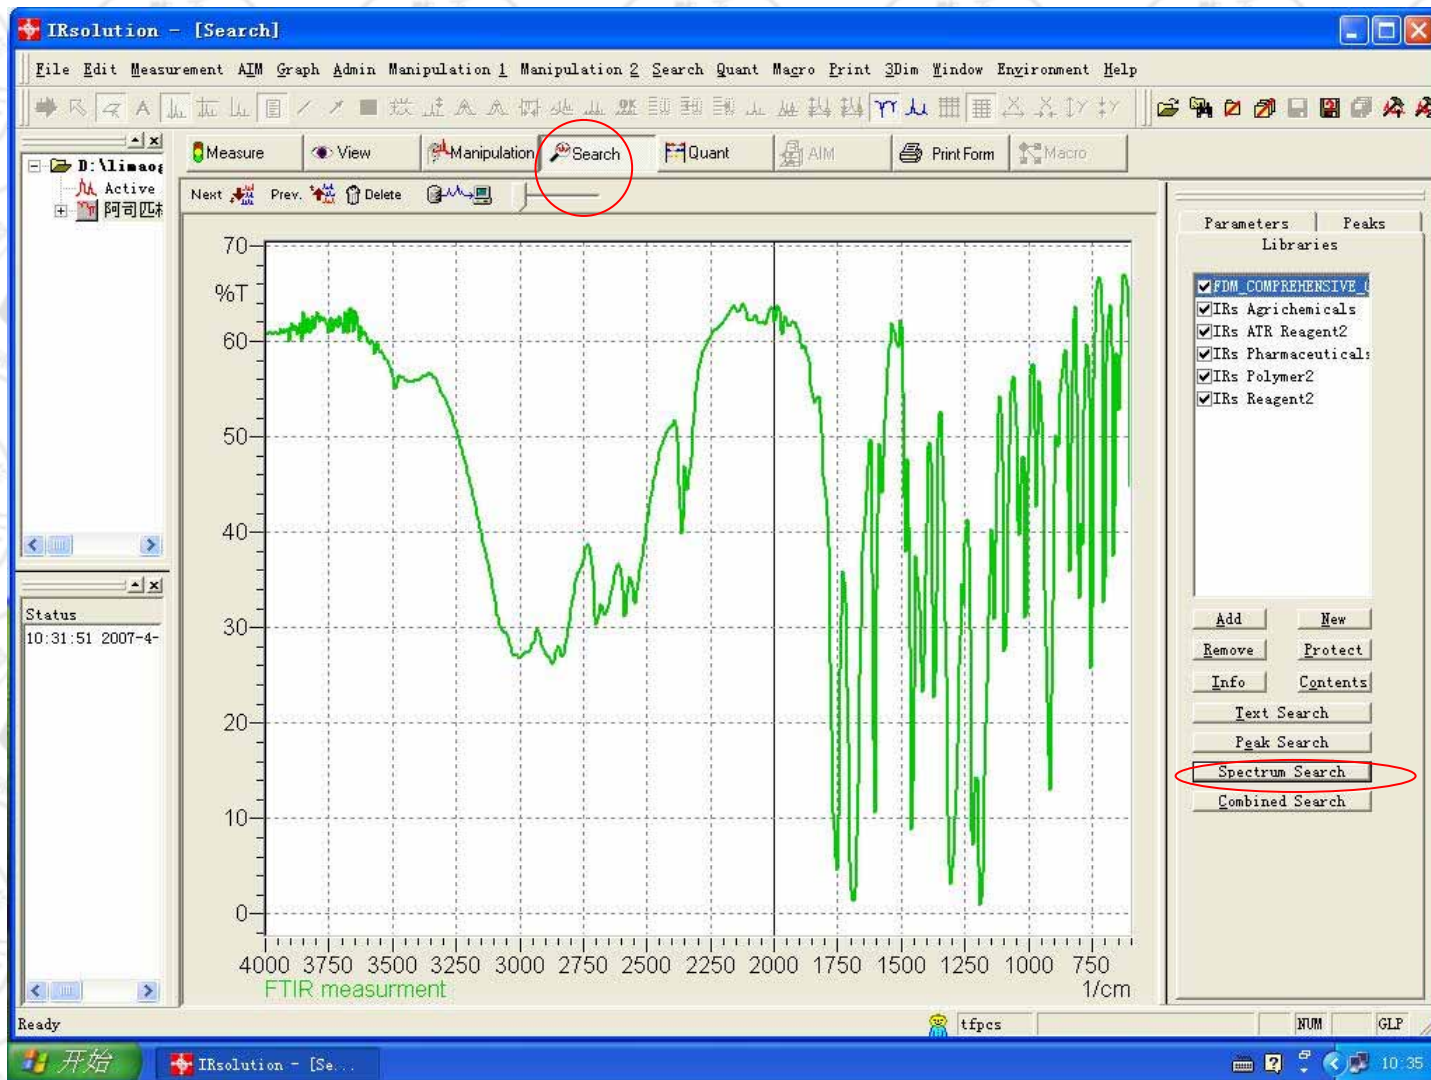 IRsolution - [Search]
File Edit Measurement AIM Graph Admin Manipulation 1 Manipulation 2 Search Quant Macro Print 3Dim Window Environment Help
D:\limaog
Active
阿司匹林
Measure View Manipulation Search Quant AIM Print Form Macro
Next Prev. Delete
Parameters Peaks
Libraries
FDM_COMPREHENSIVE_
IRs Agrichemicals
IRs ATR Reagent2
IRs Pharmaceuticals
IRs Polymer2
IRs Reagent2
70
%T
60
50
40
30
20
10
0
4000 3750 3500 3250 3000 2750 2500 2250 2000 1750 1500 1250 1000 750
FTIR measurment 1/cm
Status
10:31:51 2007-4-
Add New
Remove Protect
Info Contents
Text Search
Peak Search
Spectrum Search
Combined Search
Ready tfpcs NUM GLP
开始 IRsolution - [Se... 10:35